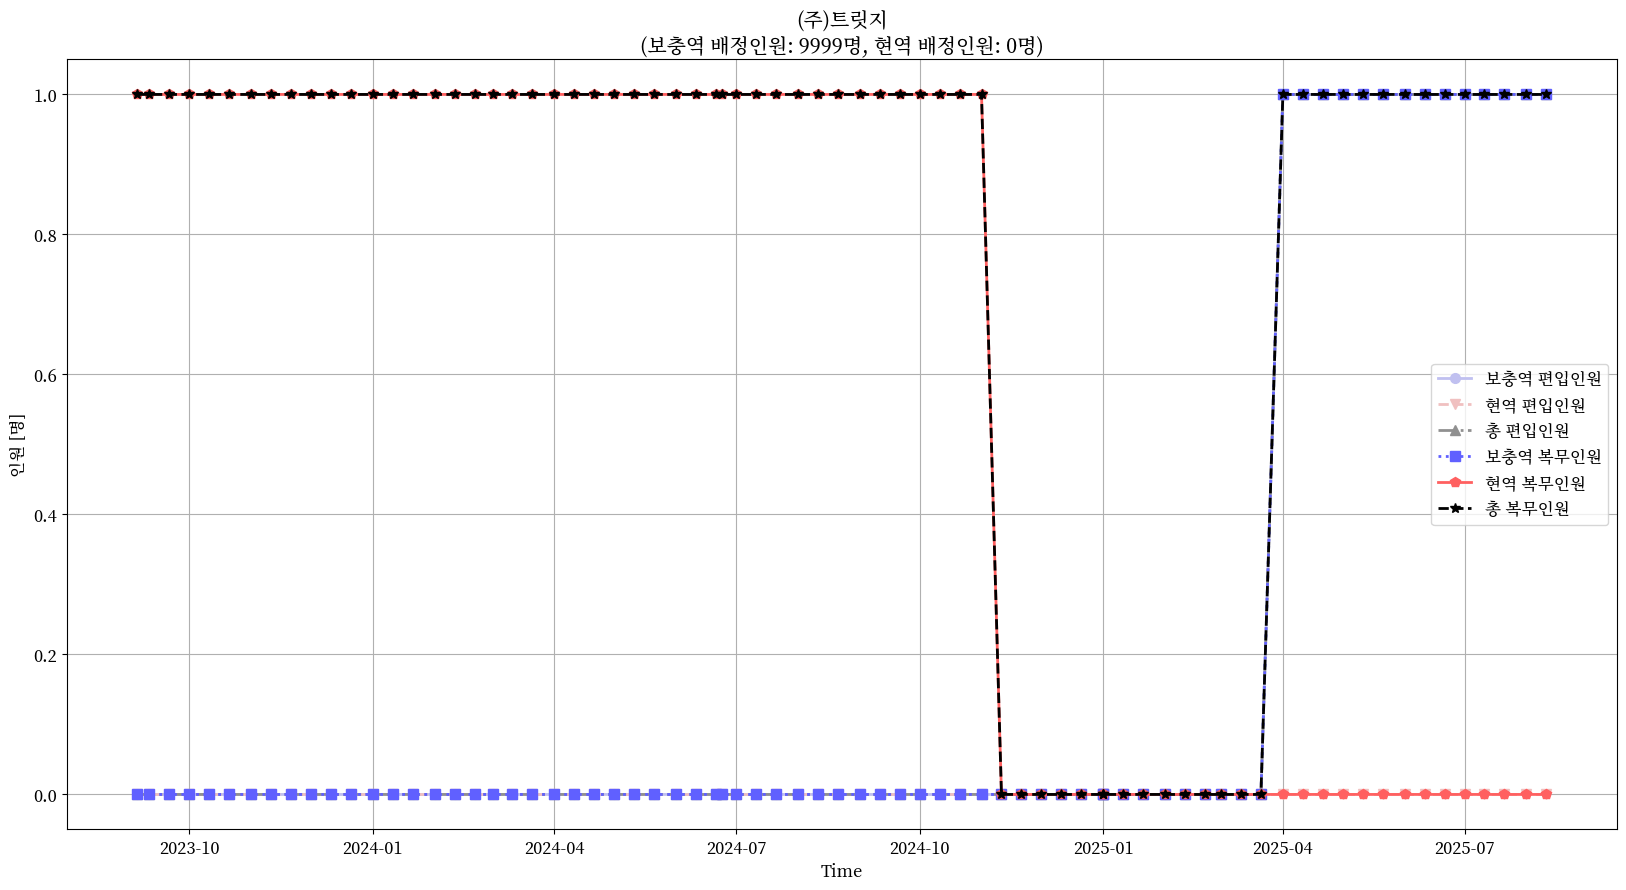 (주)트릿지
(보충역 배정인원: 9999명, 현역 배정인원: 0명)
1.0
0.8
0.6
0.4
0.2
0.0
인원 [명]
보충역 편입인원
현역 편입인원
총 편입인원
보충역 복무인원
현역 복무인원
총 복무인원
2023-10
2024-01
2024-04
2024-07
2024-10
2025-01
2025-04
2025-07
Time